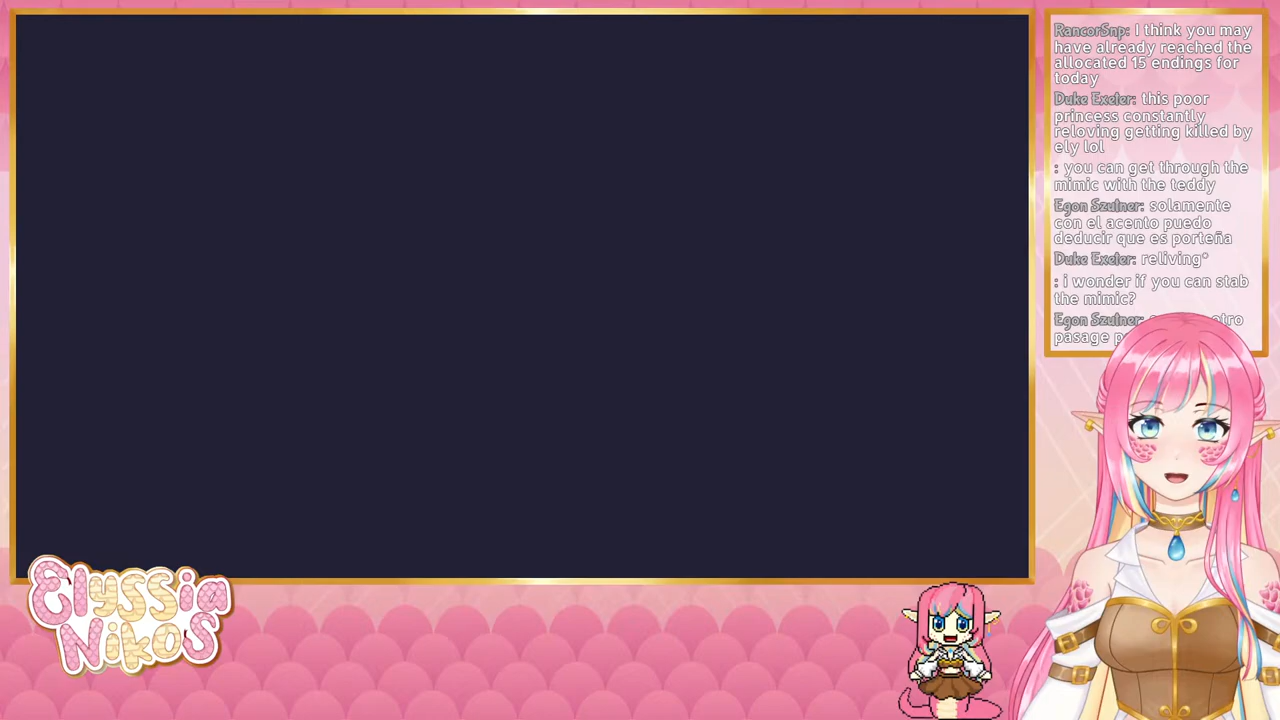 RancorSnp: I think you may
have already reached the
allocated 15 endings for
today
Duke Exeter: this poor
princess constantly
reloving getting killed by
ely lol
: you can get through the
mimic with the teddy
Egon Szulner: solamente
con el acento puedo
deducir que es porteña
Duke Exeter: reliving*
: i wonder if you can stab
the mimic?
Egon Szulner:
pasage
Elyssia
Nikos